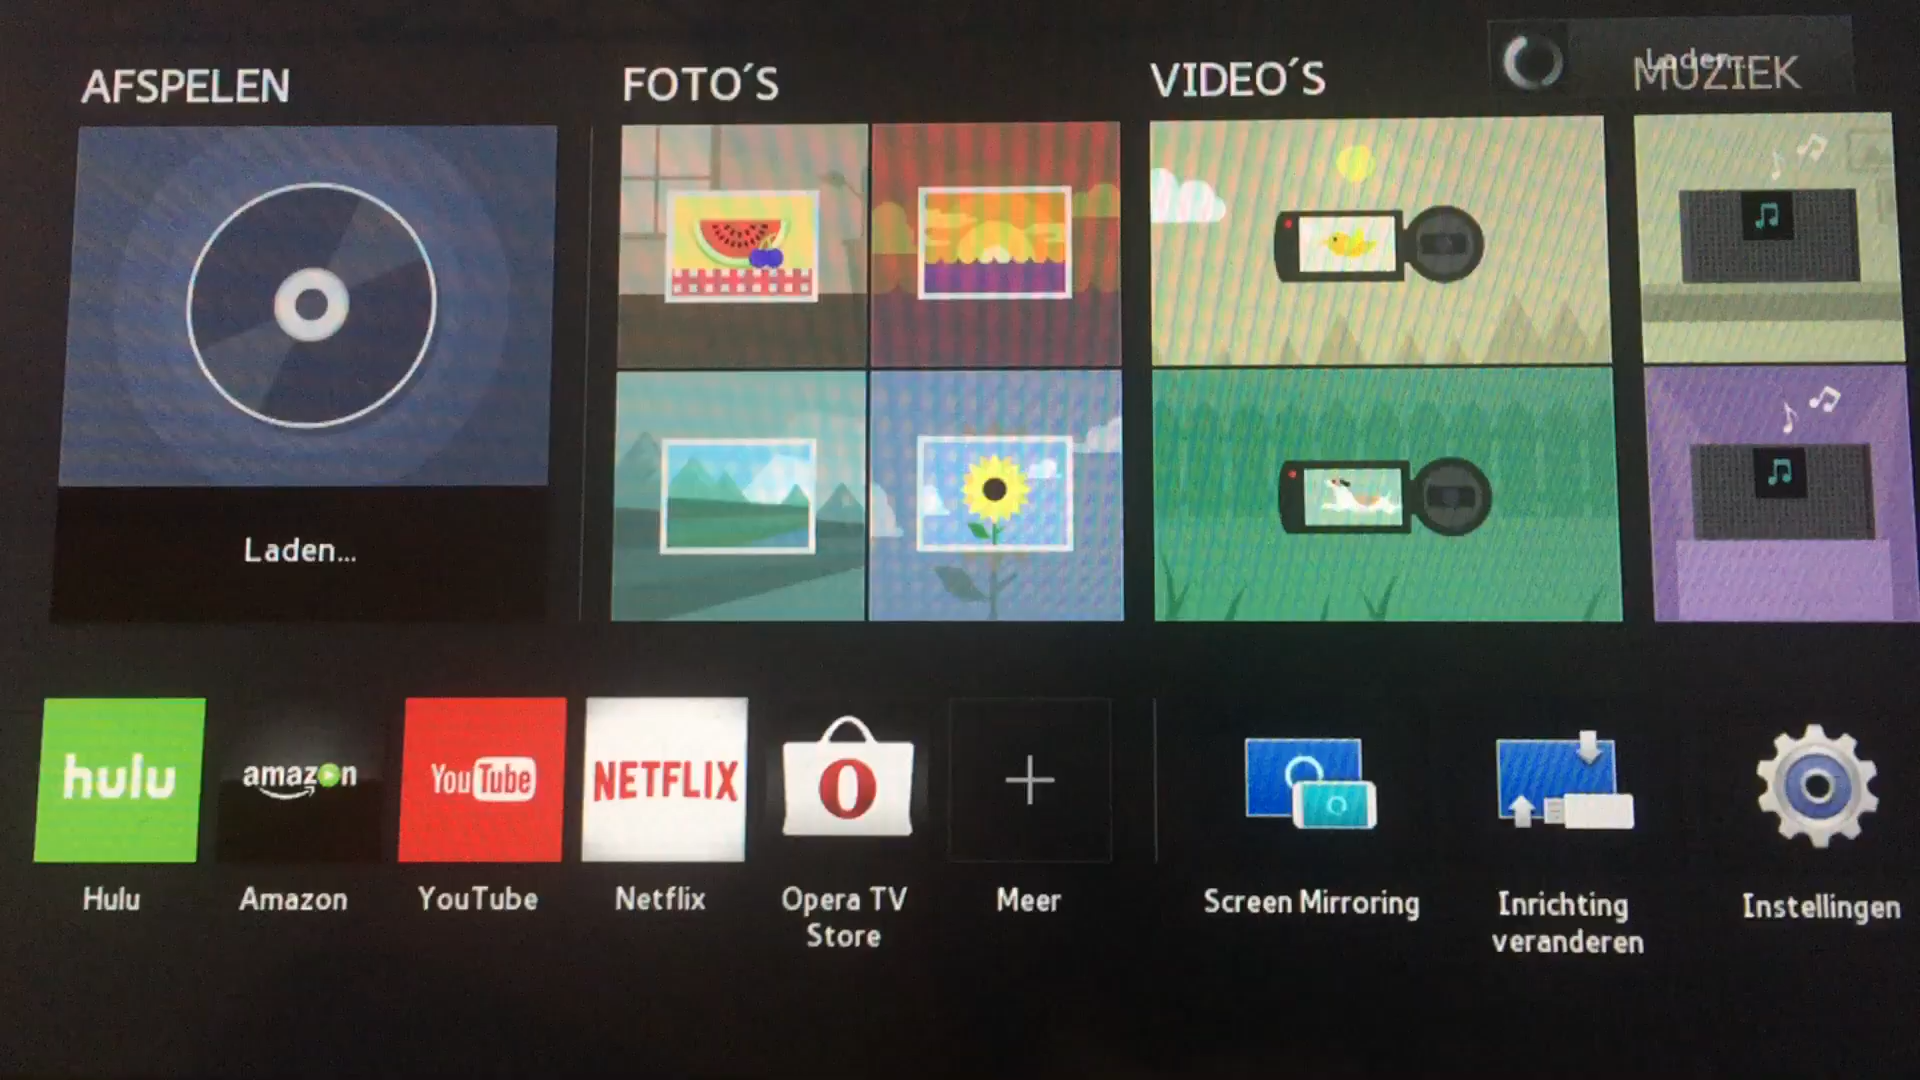 AFSPELEN
FOTO´S
VIDEO´S
Laden...
MUZIEK
Laden...
hulu
amazon
YouTube
NETFLIX
Hulu
Amazon
YouTube
Netflix
Opera TV
Store
Meer
Screen Mirroring
Inrichting
veranderen
Instellingen